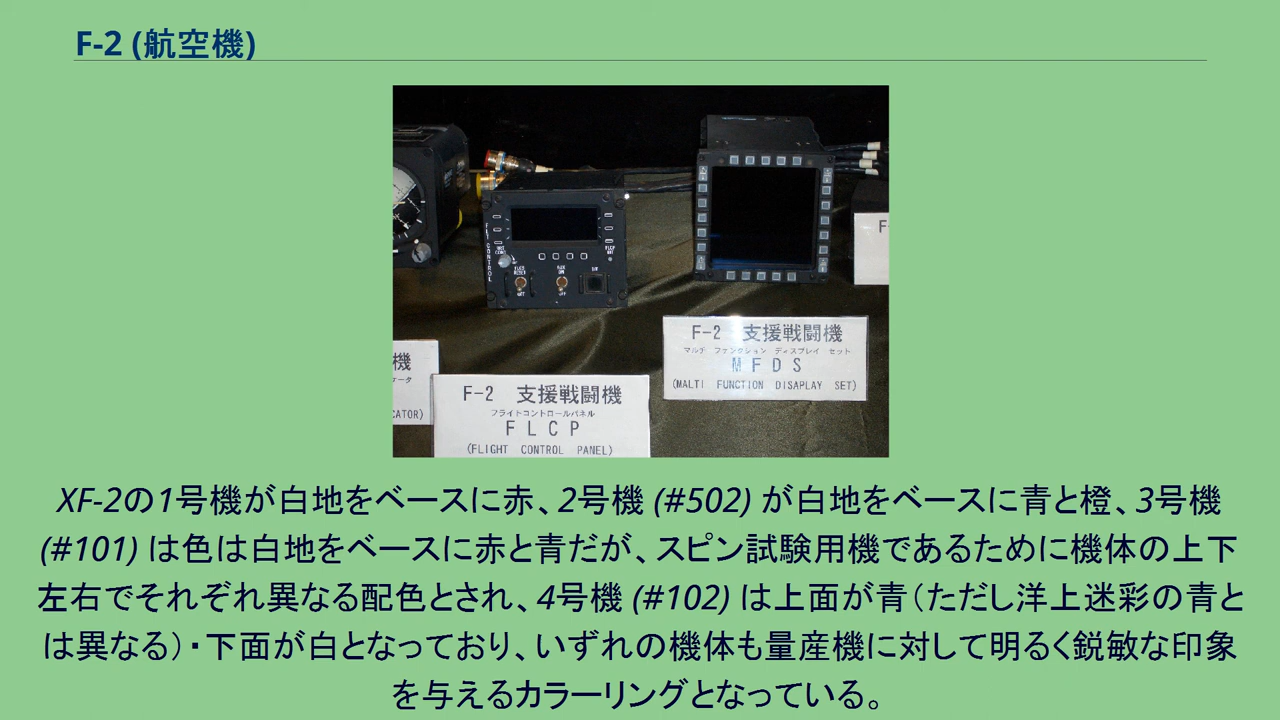 F-2 (航空機)
FLT CONTROL
F-2 支援戦闘機
マルチ ファンクション ディスプレイ セット
MFDS
(MALTI FUNCTION DISAPLAY SET)
機
ケータ
CATOR)
F-2 支援戦闘機
フライトコントロールパネル
FLCP
(FLIGHT CONTROL PANEL)
F
XF-2の1号機が白地をベースに赤、2号機 (#502) が白地をベースに青と橙、3号機
(#101) は色は白地をベースに赤と青だが、スピン試験用機であるために機体の上下
左右でそれぞれ異なる配色とされ、4号機 (#102) は上面が青（ただし洋上迷彩の青と
は異なる）・下面が白となっており、いずれの機体も量産機に対して明るく鋭敏な印象
を与えるカラーリングとなっている。